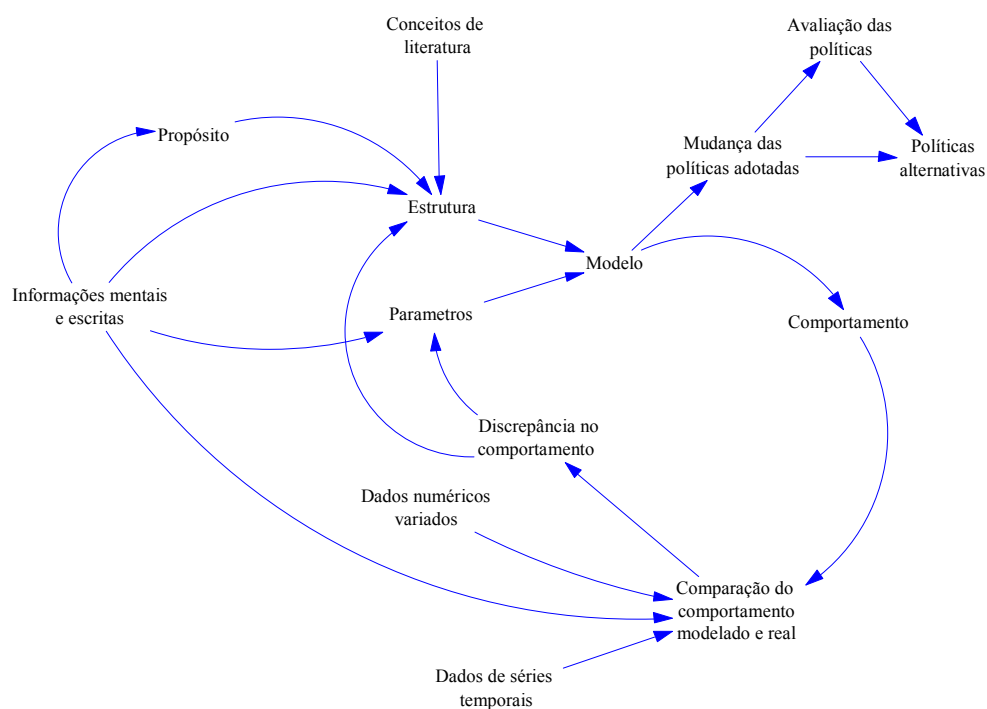 Conceitos de
literatura
Avaliação das
políticas
Propósito
Mudança das
políticas adotadas
Políticas
alternativas
Estrutura
Modelo
Informações mentais
e escritas
Parametros
Comportamento
Discrepância no
comportamento
Dados numéricos
variados
Comparação do
comportamento
modelado e real
Dados de séries
temporais